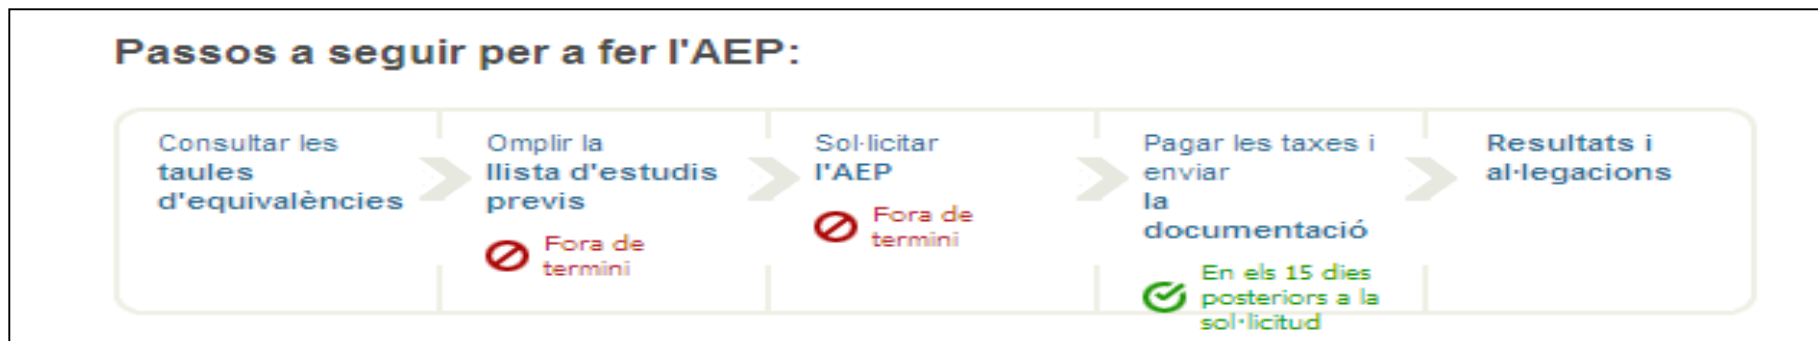 Passos a seguir per a fer l'AEP:
Consultar les
taules
d'equivalències
Omplir la
llista d'estudis
previs
Fora de
termini
Sol·licitar
l'AEP
Fora de
termini
Pagar les taxes i
enviar
la
documentació
En els 15 dies
posteriors a la
sol·licitud
Resultats i
al·legacions